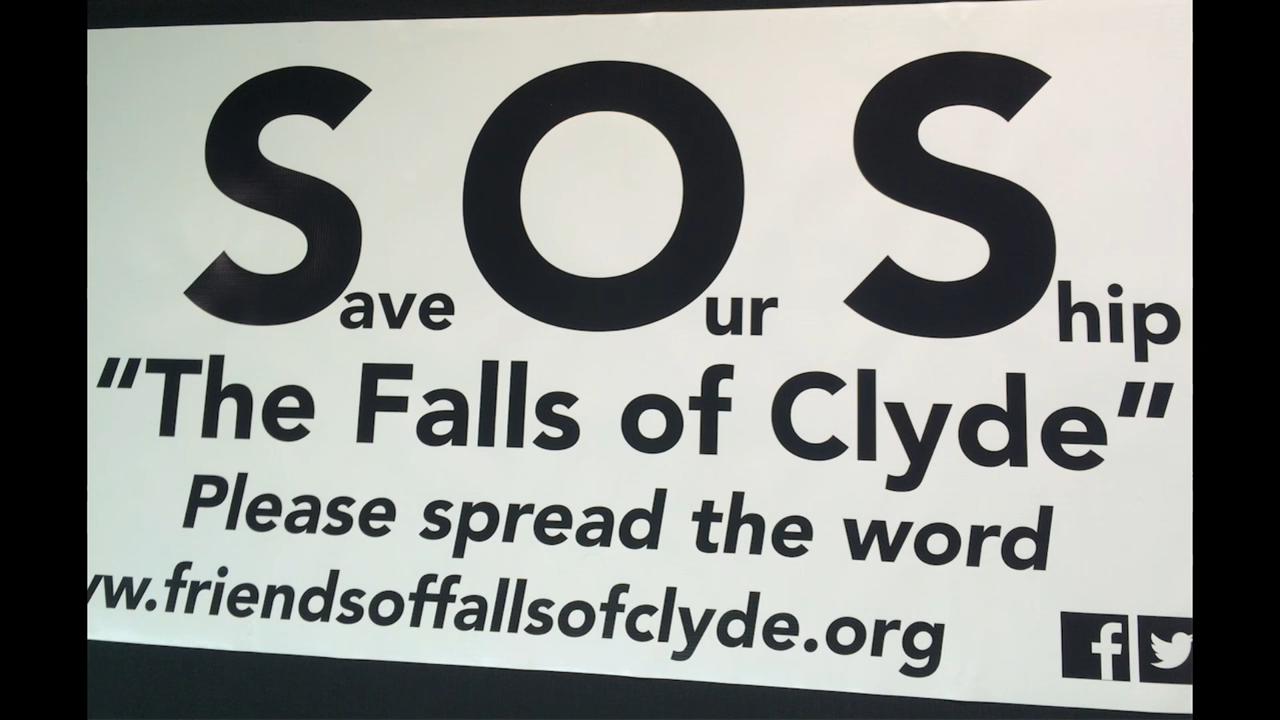 Save Our Ship
“The Falls of Clyde”
Please spread the word
w.friendsoffallsofclyde.org